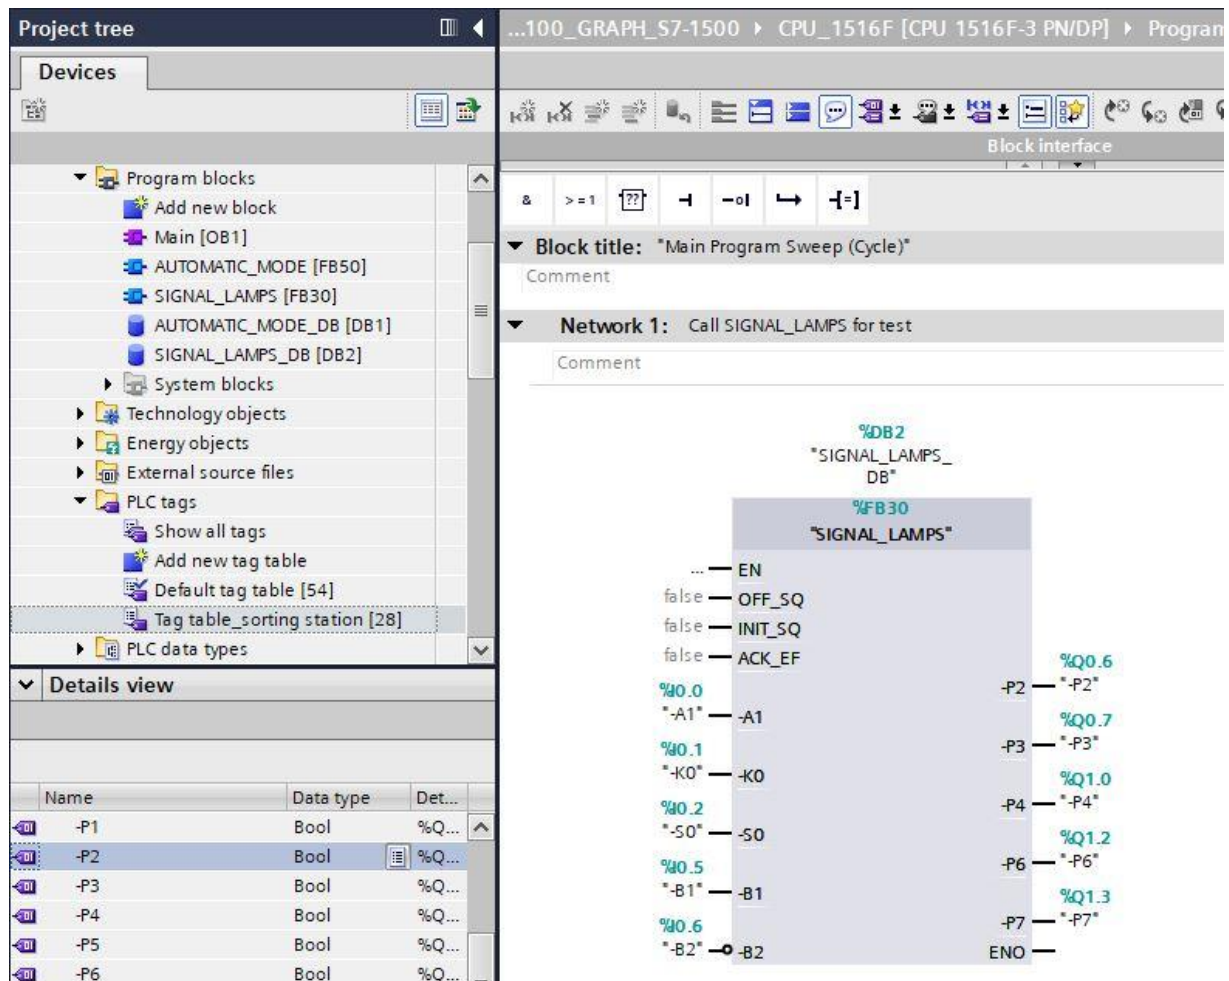 Project tree
Devices
Program blocks
Add new block
Main [OB1]
AUTOMATIC_MODE [FB50]
SIGNAL_LAMPS [FB30]
AUTOMATIC_MODE_DB [DB1]
SIGNAL_LAMPS_DB [DB2]
System blocks
Technology objects
Energy objects
External source files
PLC tags
Show all tags
Add new tag table
Default tag table [54]
Tag table_sorting station [28]
PLC data types
Details view
Name Data type Det...
-P1 Bool %Q...
-P2 Bool %Q...
-P3 Bool %Q...
-P4 Bool %Q...
-P5 Bool %Q...
-P6 Bool %Q...
...100_GRAPH_S7-1500 CPU_1516F [CPU 1516F-3 PN/DP] Program
Block interface
& >=1 ??
Block title: "Main Program Sweep (Cycle)"
Comment
Network 1: Call SIGNAL_LAMPS for test
Comment
%DB2
"SIGNAL_LAMPS_
DB"
%FB30
"SIGNAL_LAMPS"
... EN
false OFF_SQ
false INIT_SQ
false ACK_EF
%I0.0
"-A1" -A1
%I0.1
"-K0" -K0
%I0.2
"-S0" -S0
%I0.5
"-B1" -B1
%I0.6
"-B2" -B2
%Q0.6
-P2 "-P2"
%Q0.7
-P3 "-P3"
%Q1.0
-P4 "-P4"
%Q1.2
-P6 "-P6"
%Q1.3
-P7 "-P7"
ENO